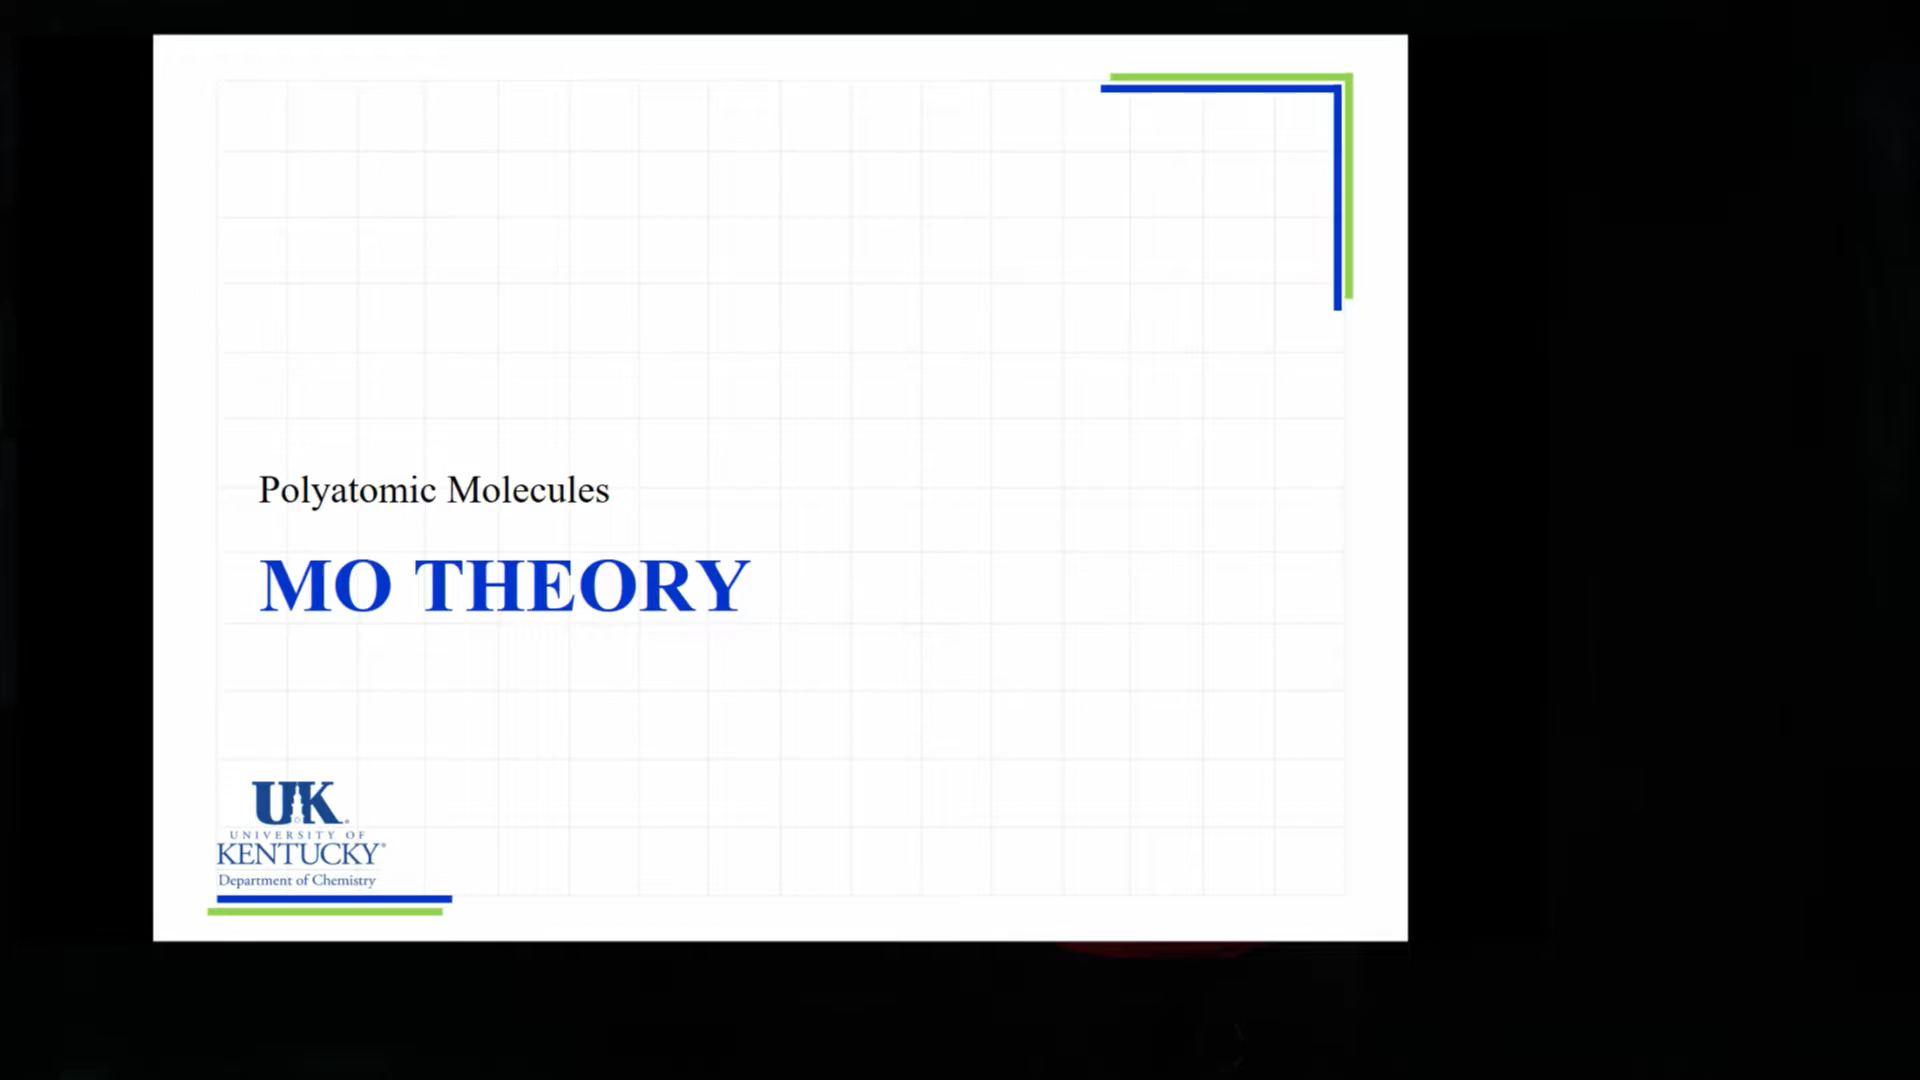 Polyatomic Molecules
MO THEORY
UK
UNIVERSITY OF
KENTUCKY®
Department of Chemistry